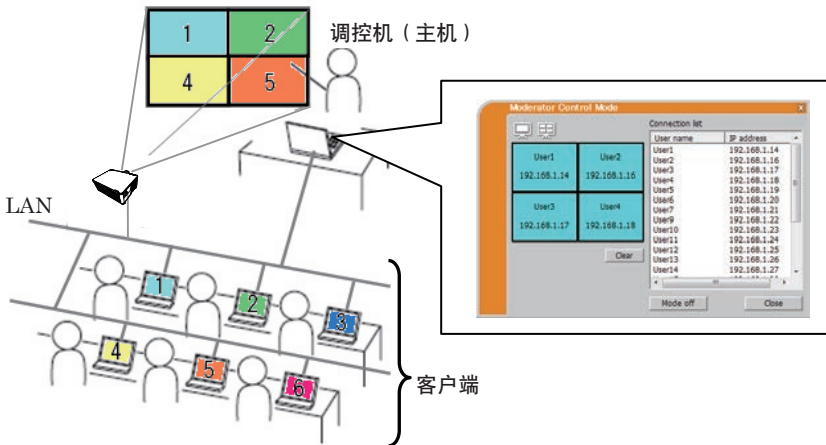 1 2
4 5
调控机（主机）
Moderator Control Mode X
Connection list
User name IP address
User1 192.168.1.14
User2 192.168.1.16
User3 192.168.1.17
User4 192.168.1.18
User5 192.168.1.19
User6 192.168.1.20
User7 192.168.1.21
User9 192.168.1.22
User10 192.168.1.23
User11 192.168.1.24
User12 192.168.1.25
User13 192.168.1.26
User14 192.168.1.27
User1 User2
192.168.1.14 192.168.1.16
User3 User4
192.168.1.17 192.168.1.18
Clear
Mode off Close
LAN
1
2
3
4
5
6
客户端